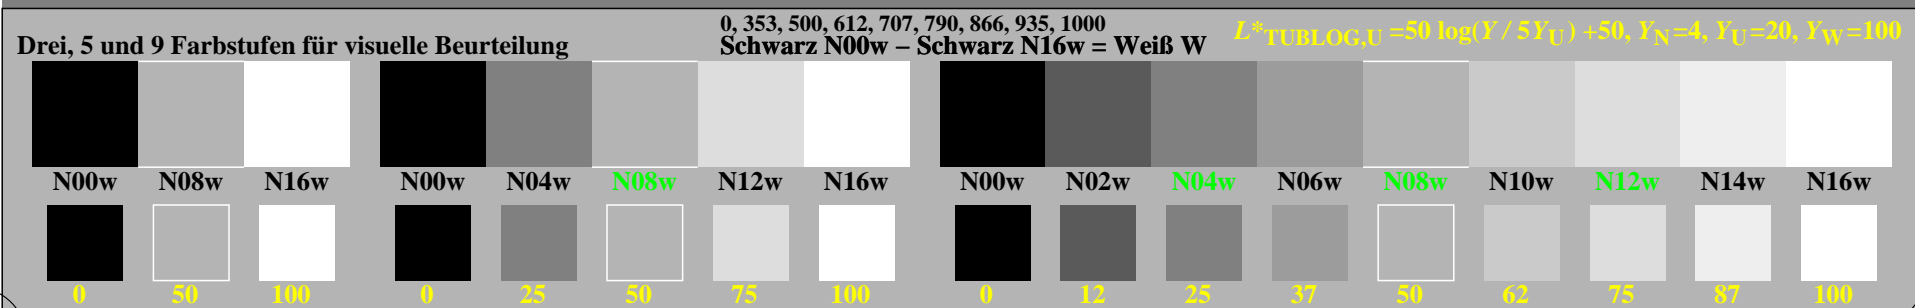 0, 353, 500, 612, 707, 790, 866, 935, 1000
Drei, 5 und 9 Farbstufen für visuelle Beurteilung
Schwarz N00w – Schwarz N16w = Weiß W
L*TUBLOG,U =50 log(Y / 5YU) +50, YN=4, YU=20, YW=100
N00w N08w N16w N00w N04w N08w N12w N16w N00w N02w N04w N06w N08w N10w N12w N14w N16w
0 50 100 0 25 50 75 100 0 12 25 37 50 62 75 87 100